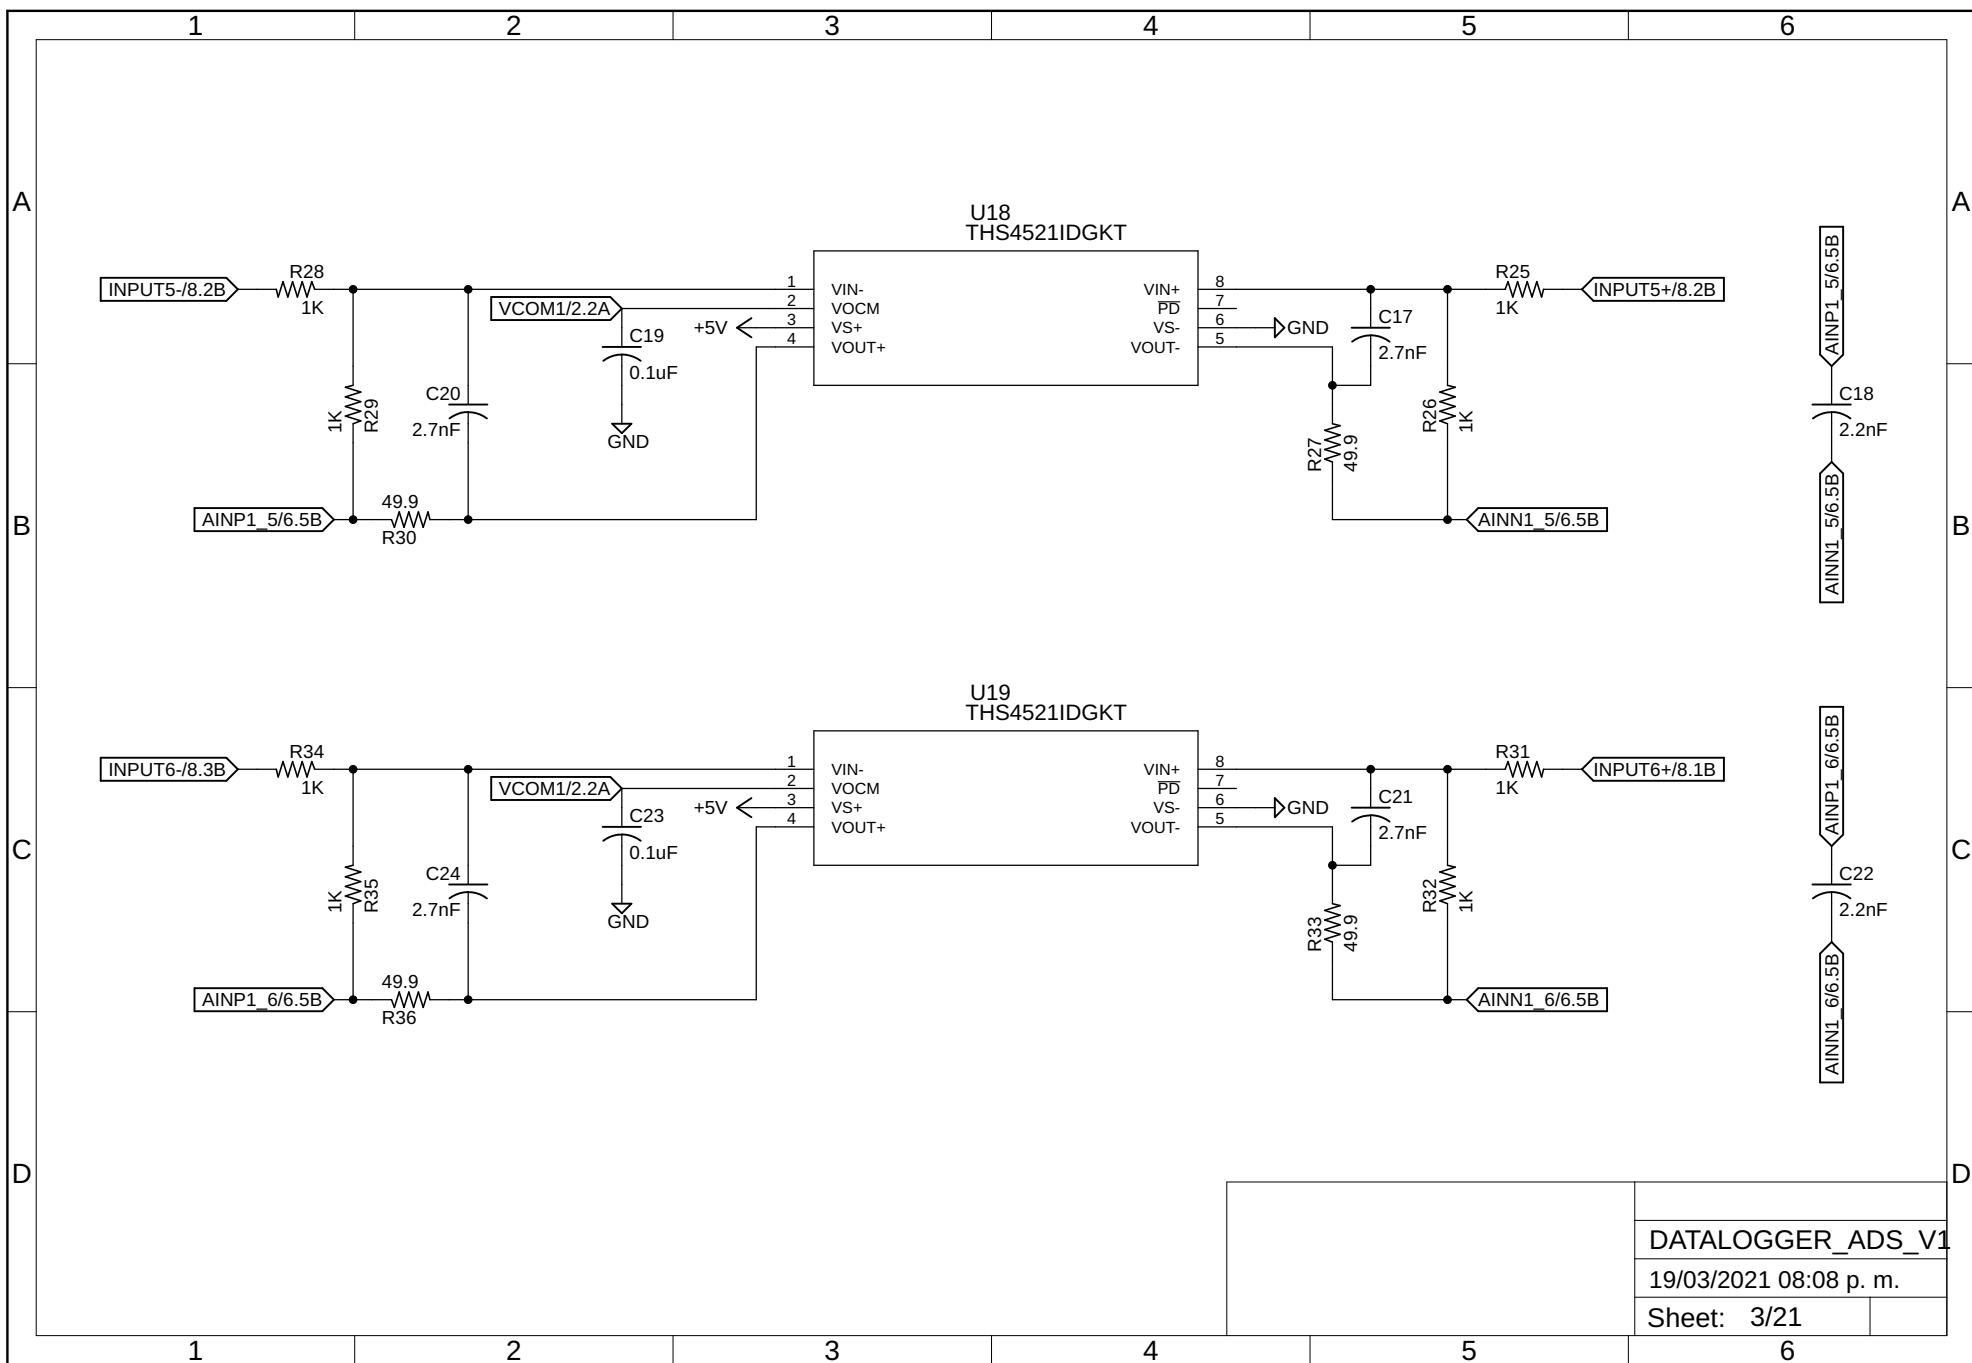 1 2 3 4 5 6
A A
U18
THS4521IDGKT
INPUT5-/8.2B
R28
1K
1 VIN-
2 VOCM
3 VS+
4 VOUT+
VIN+ 8
PD 7
VS- 6
VOUT- 5
VCOM1/2.2A
+5V
C19
0.1uF
GND
GND
C17
2.7nF
R25
1K
INPUT5+/8.2B
1K
R29
C20
2.7nF
R27
49.9
R26
1K
AINP1_5/6.5B
C18
2.2nF
AINN1_5/6.5B
B B
AINP1_5/6.5B
49.9
R30
AINN1_5/6.5B
U19
THS4521IDGKT
INPUT6-/8.3B
R34
1K
1 VIN-
2 VOCM
3 VS+
4 VOUT+
VIN+ 8
PD 7
VS- 6
VOUT- 5
VCOM1/2.2A
+5V
C23
0.1uF
GND
GND
C21
2.7nF
R31
1K
INPUT6+/8.1B
C C
1K
R35
C24
2.7nF
R33
49.9
R32
1K
AINP1_6/6.5B
C22
2.2nF
AINN1_6/6.5B
AINP1_6/6.5B
49.9
R36
AINN1_6/6.5B
D D
DATALOGGER_ADS_V1
19/03/2021 08:08 p. m.
Sheet: 3/21
1 2 3 4 5 6